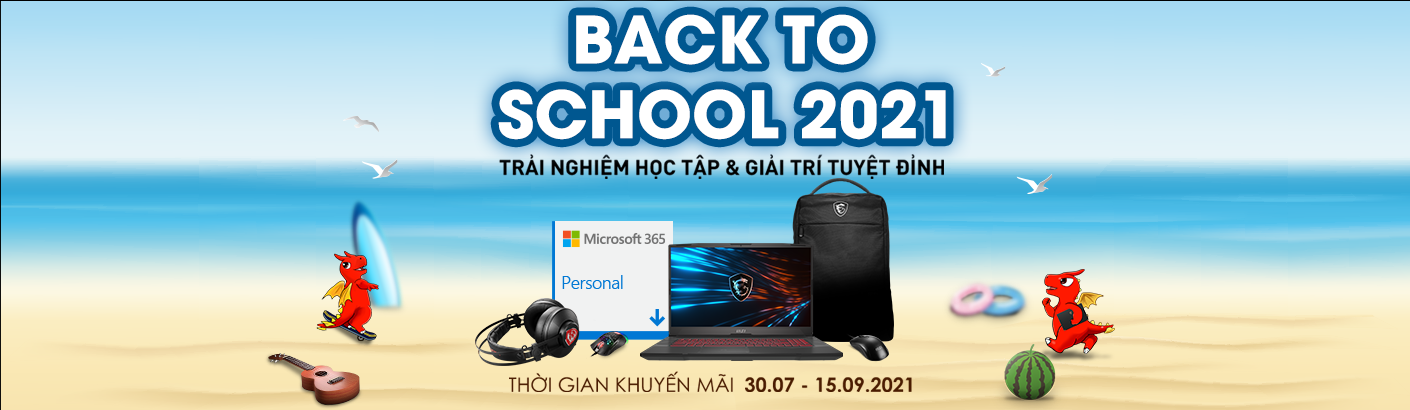 BACK TO
SCHOOL 2021
TRẢI NGHIỆM HỌC TẬP & GIẢI TRÍ TUYỆT ĐỈNH
Microsoft 365
Personal
THỜI GIAN KHUYẾN MÃI 30.07 - 15.09.2021